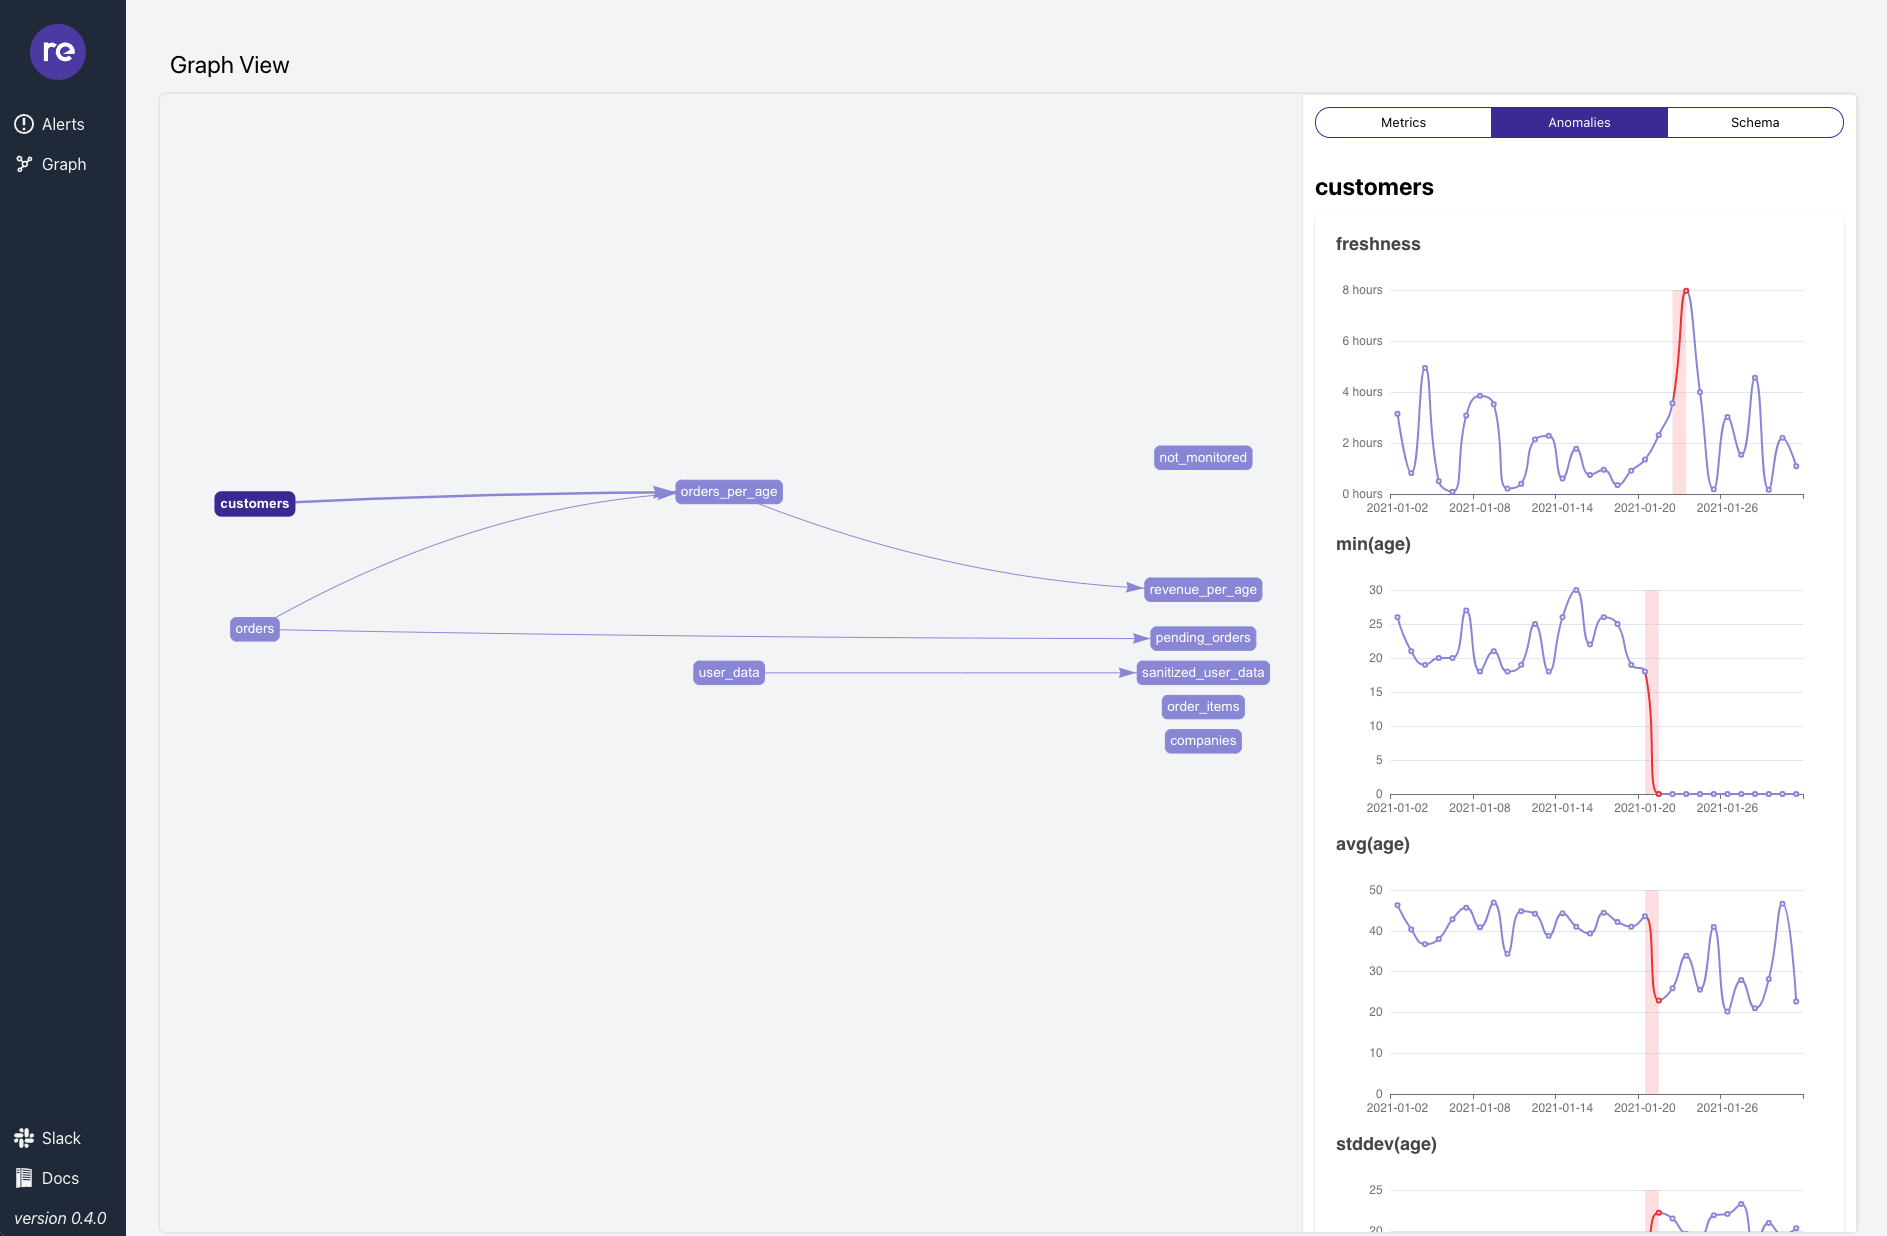 re
Alerts
Graph
Slack
Docs
version 0.4.0
Graph View
customers
orders
orders_per_age
user_data
not_monitored
revenue_per_age
pending_orders
sanitized_user_data
order_items
companies
Metrics Anomalies Schema
customers
freshness
8 hours
6 hours
4 hours
2 hours
0 hours
2021-01-02 2021-01-08 2021-01-14 2021-01-20 2021-01-26
min(age)
30
25
20
15
10
5
0
2021-01-02 2021-01-08 2021-01-14 2021-01-20 2021-01-26
avg(age)
50
40
30
20
10
0
2021-01-02 2021-01-08 2021-01-14 2021-01-20 2021-01-26
stddev(age)
25
20